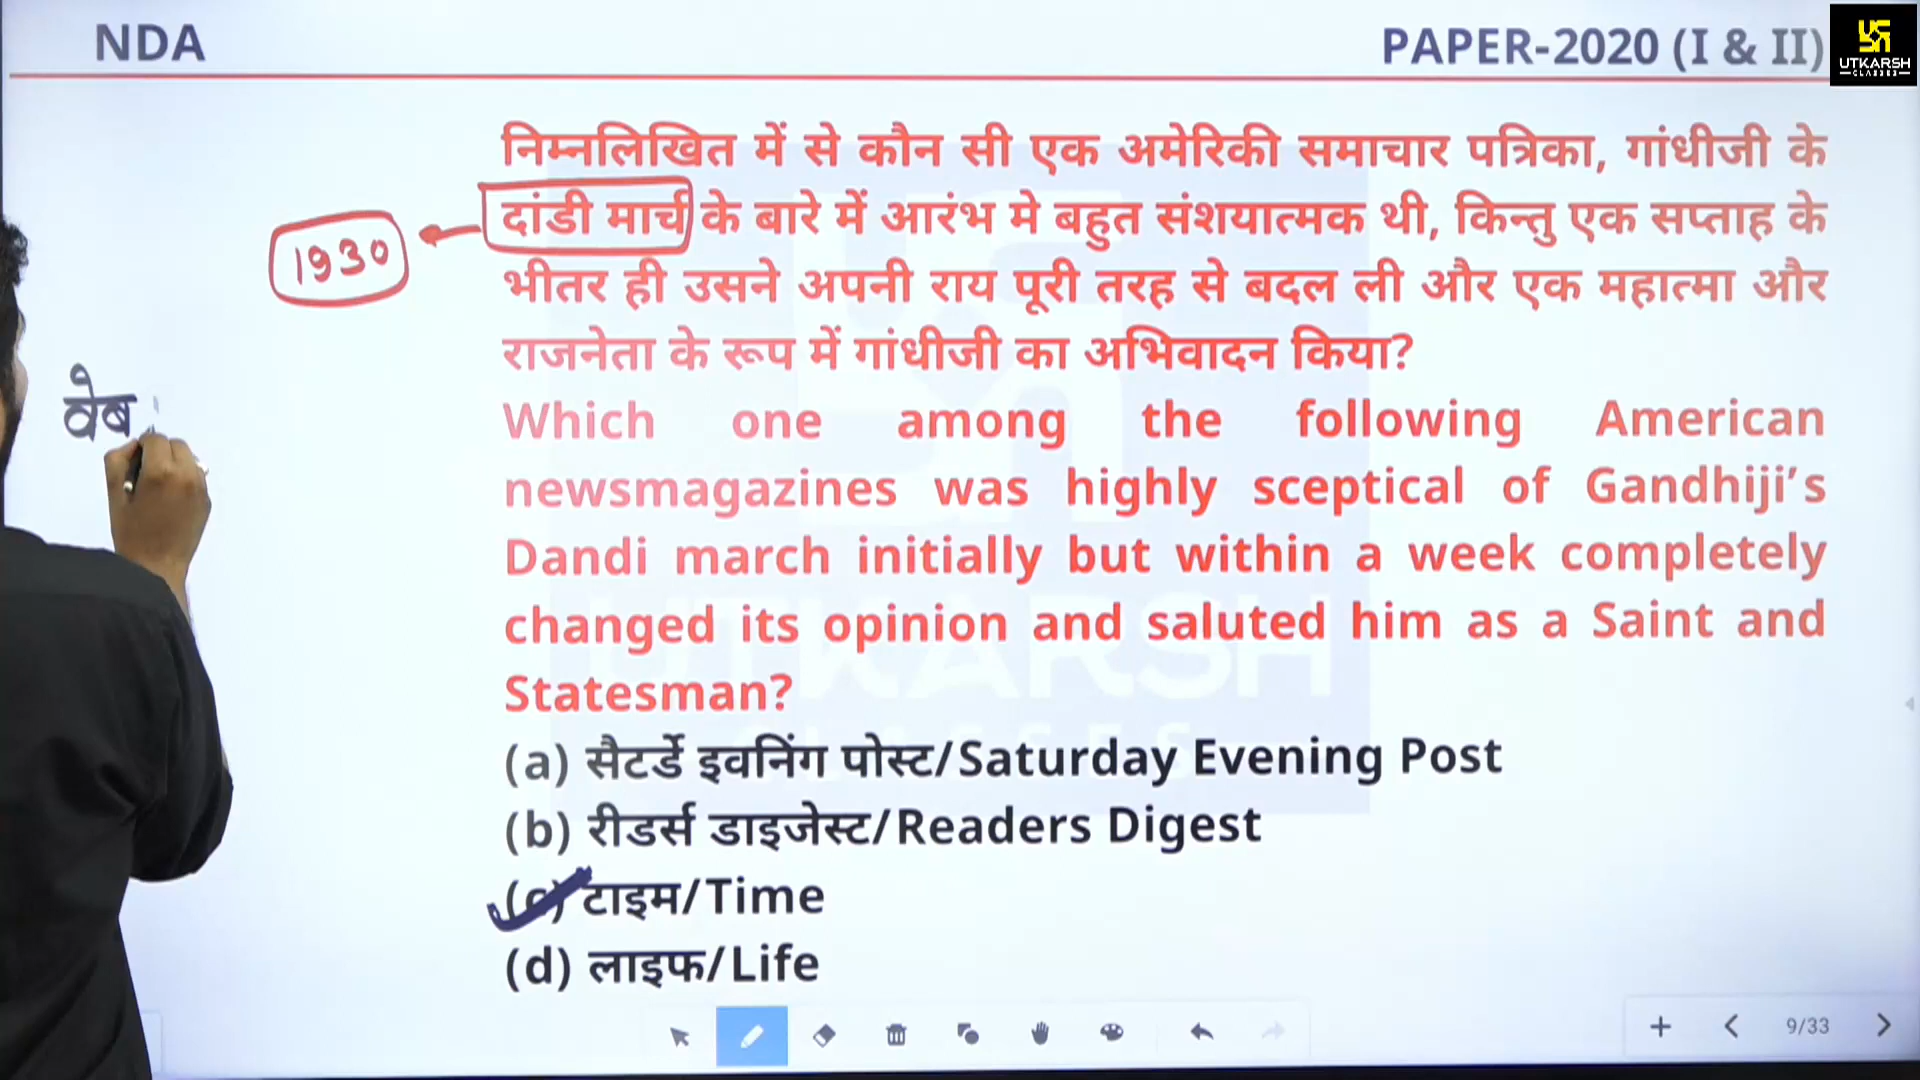 NDA
PAPER-2020 (I & II)
UTKARSH
CLASSES
निम्नलिखित में से कौन सी एक अमेरिकी समाचार पत्रिका, गांधीजी के
दांडी मार्च के बारे में आरंभ मे बहुत संशयात्मक थी, किन्तु एक सप्ताह के
1930
भीतर ही उसने अपनी राय पूरी तरह से बदल ली और एक महात्मा और
राजनेता के रूप में गांधीजी का अभिवादन किया?
वेब
Which one among the following American
newsmagazines was highly sceptical of Gandhiji's
Dandi march initially but within a week completely
changed its opinion and saluted him as a Saint and
Statesman?
UTKARSH
CLASSES
(a) सैटर्डे इवनिंग पोस्ट/Saturday Evening Post
(b) रीडर्स डाइजेस्ट/Readers Digest
(c) टाइम/Time
(d) लाइफ/Life
9/33